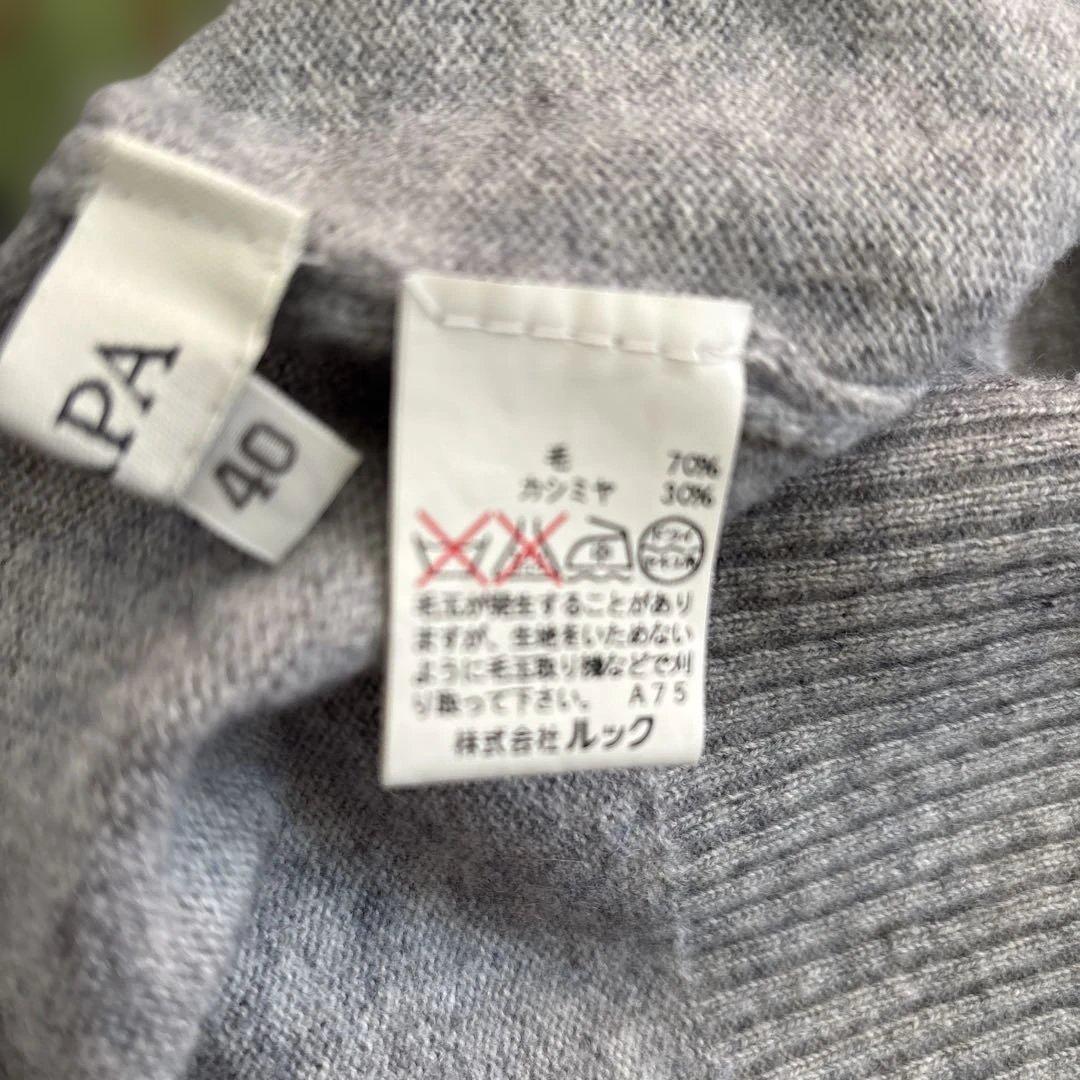 PA
40
毛 70%
カシミヤ 30%
ドライ
毛玉が発生することがあり
ますが、生地をいためない
ように毛玉取り機などで刈
り取って下さい。 A75
株式会社 ルック